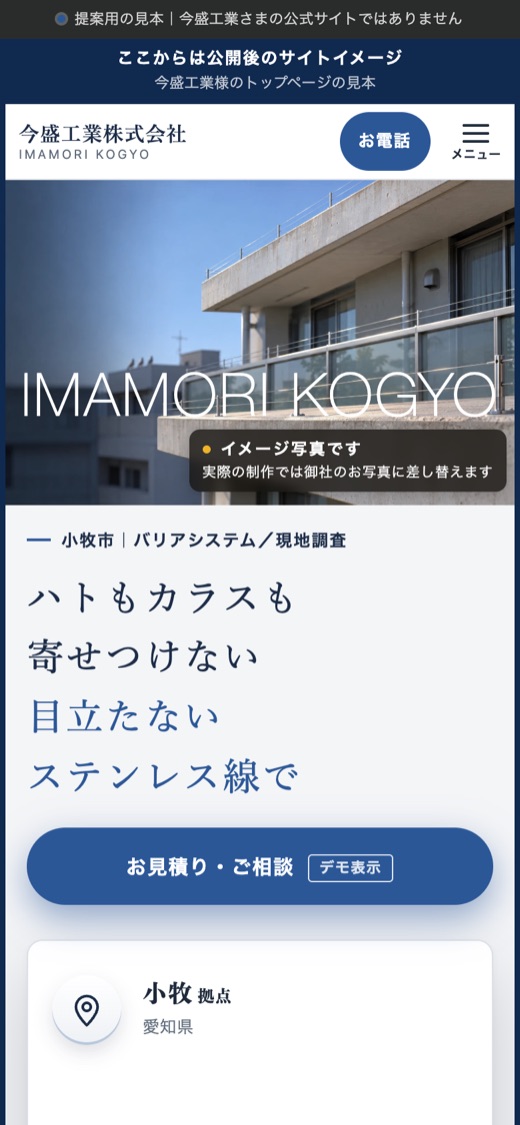 提案用の見本｜今盛工業さまの公式サイトではありません
ここからは公開後のサイトイメージ
今盛工業様のトップページの見本
今盛工業株式会社
IMAMORI KOGYO
お電話
メニュー
IMAMORI KOGYO
イメージ写真です
実際の制作では御社のお写真に差し替えます
小牧市｜バリアシステム／現地調査
ハトもカラスも
寄せつけない
目立たない
ステンレス線で
お見積り・ご相談 デモ表示
小牧 拠点
愛知県